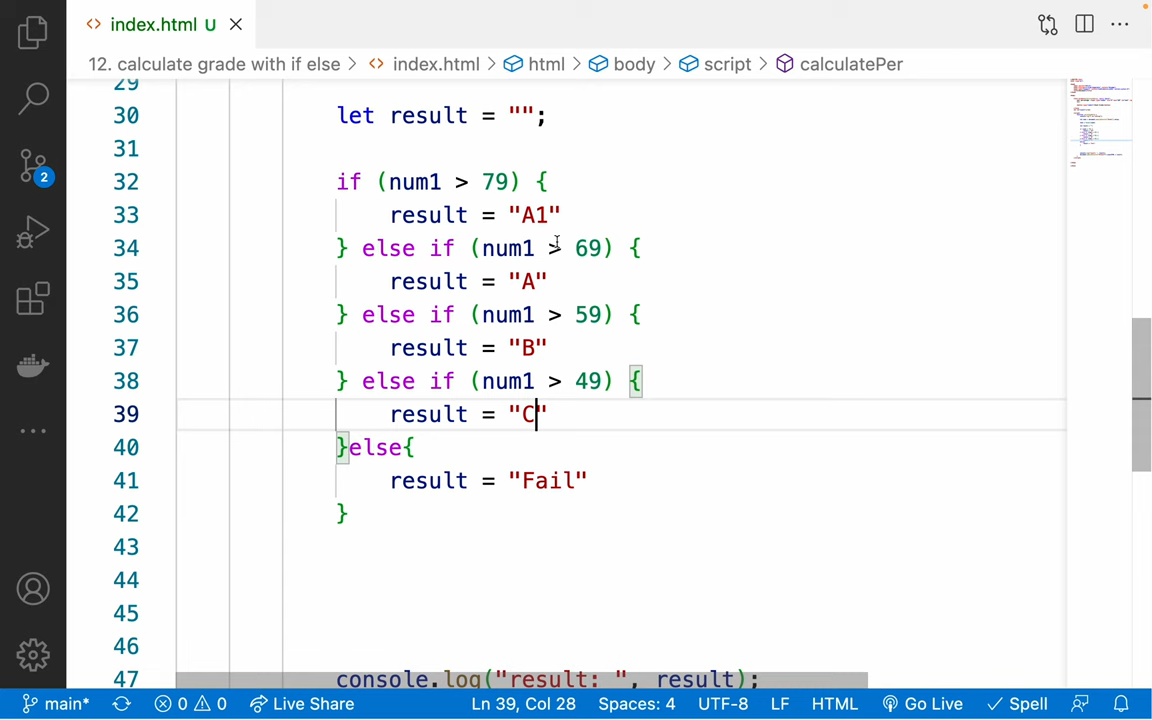 index.html U
12. calculate grade with if else > index.html > html > body > script > calculatePer
29
30 let result = "";
31
32 if (num1 > 79) {
33 result = "A1"
34 } else if (num1 > 69) {
35 result = "A"
36 } else if (num1 > 59) {
37 result = "B"
38 } else if (num1 > 49) {
39 result = "C"
40 }else{
41 result = "Fail"
42 }
43
44
45
46
47 console.log("result: ", result);
2
main* 0 0 Live Share Ln 39, Col 28 Spaces: 4 UTF-8 LF HTML Go Live Spell